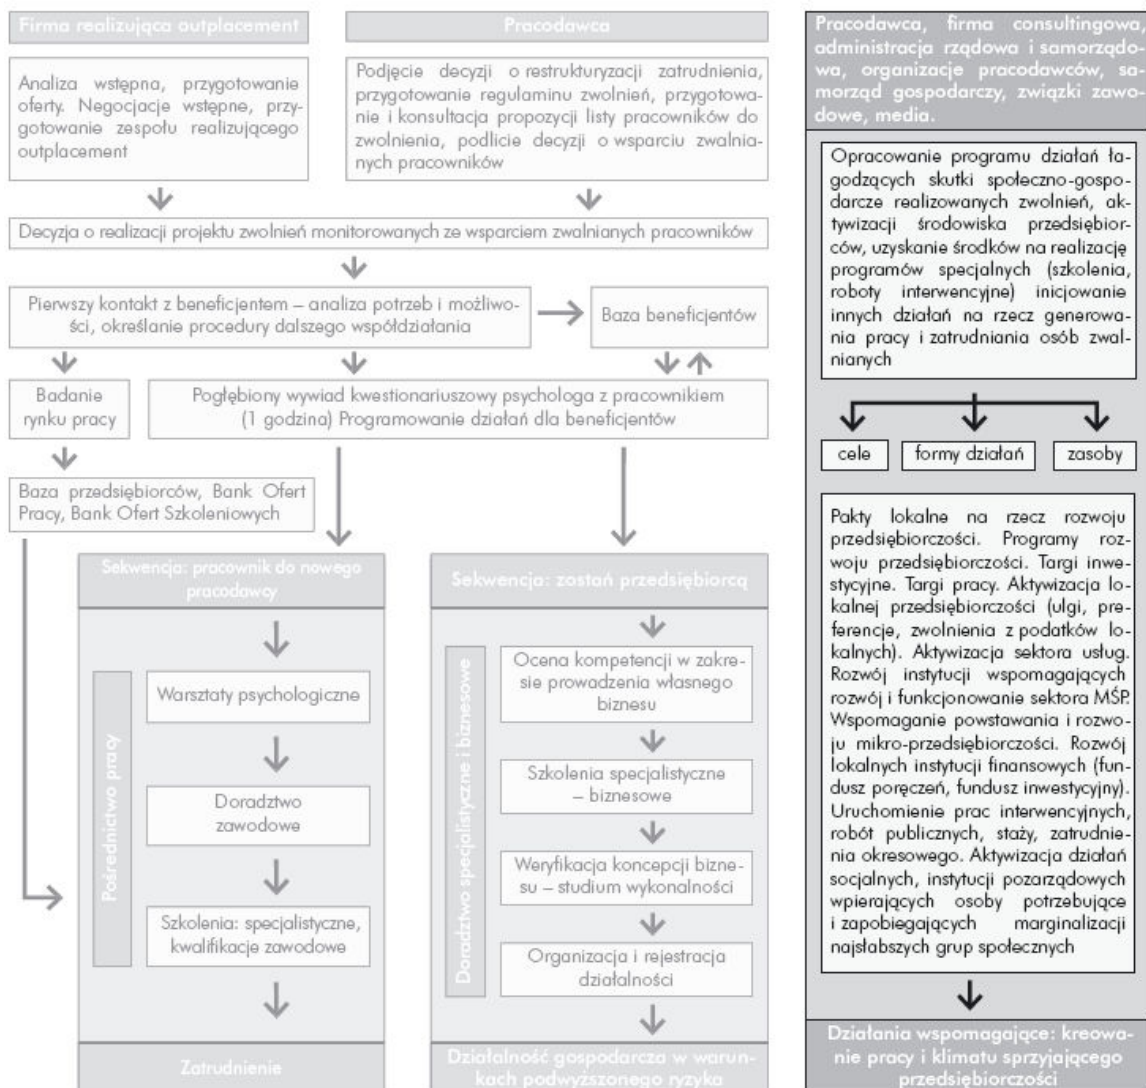 Firma realizująca outplacement
Analiza wstępna, przygotowanie
oferty. Negocjacje wstępne, przy-
gotowanie zespołu realizującego
outplacement
Pracodawca
Podjęcie decyzji o restrukturyzacji zatrudnienia,
przygotowanie regulaminu zwolnień, przygotowa-
nie i konsultacja propozycji listy pracowników do
zwolnienia, podlicie decyzji o wsparciu zwalnia-
nych pracowników
Decyzja o realizacji projektu zwolnień monitorowanych ze wsparciem zwalnianych pracowników
Pierwszy kontakt z beneficjentem – analiza potrzeb i możliwo-
ści, określanie procedury dalszego współdziałania
Baza beneficjentów
Badanie
rynku pracy
Pogłębiony wywiad kwestionariuszowy psychologa z pracownikiem
(1 godzina) Programowanie działań dla beneficjentów
Baza przedsiębiorców, Bank Ofert
Pracy, Bank Ofert Szkoleniowych
Sekwencja: pracownik do nowego
pracodawcy
Pośrednictwo pracy
Warsztaty psychologiczne
Doradztwo
zawodowe
Szkolenia: specjalistyczne,
kwalifikacje zawodowe
Zatrudnienie
Sekwencja: zostań przedsiębiorcą
Doradztwo specjalistyczne i biznesowe
Ocena kompetencji w zakre-
sie prowadzenia własnego
biznesu
Szkolenia specjalistyczne
– biznesowe
Weryfikacja koncepcji bizne-
su – studium wykonalności
Organizacja i rejestracja
działalności
Działalność gospodarcza w warun-
kach podwyższonego ryzyka
Pracodawca, firma consultingowa,
administracja rządowa i samorządo-
wa, organizacje pracodawców, sa-
morząd gospodarczy, związki zawo-
dowe, media.
Opracowanie programu działań ła-
godzących skutki społeczno-gospo-
darcze realizowanych zwolnień, ak-
tywizacji środowiska przedsiębior-
ców, uzyskanie środków na realizację
programów specjalnych (szkolenia,
roboty interwencyjne) inicjowanie
innych działań na rzecz generowa-
nia pracy i zatrudniania osób zwal-
nianych
cele
formy działań
zasoby
Pakty lokalne na rzecz rozwoju
przedsiębiorczości. Programy roz-
woju przedsiębiorczości. Targi inwe-
stycyjne. Targi pracy. Aktywizacja lo-
kalnej przedsiębiorczości (ulgi, pre-
ferencje, zwolnienia z podatków lo-
kalnych). Aktywizacja sektora usług.
Rozwój instytucji wspomagających
rozwój i funkcjonowanie sektora MŚP.
Wspomaganie powstawania i rozwo-
ju mikro-przedsiębiorczości. Rozwój
lokalnych instytucji finansowych (fun-
dusz poręczeń, fundusz inwestycyjny).
Uruchomienie prac interwencyjnych,
robót publicznych, staży, zatrudnie-
nia okresowego. Aktywizacja działań
socjalnych, instytucji pozarządowych
wpierających osoby potrzebujące
i zapobiegających marginalizacji
najsłabszych grup społecznych
Działania wspomagające: kreowa-
nie pracy i klimatu sprzyjającego
przedsiębiorczości